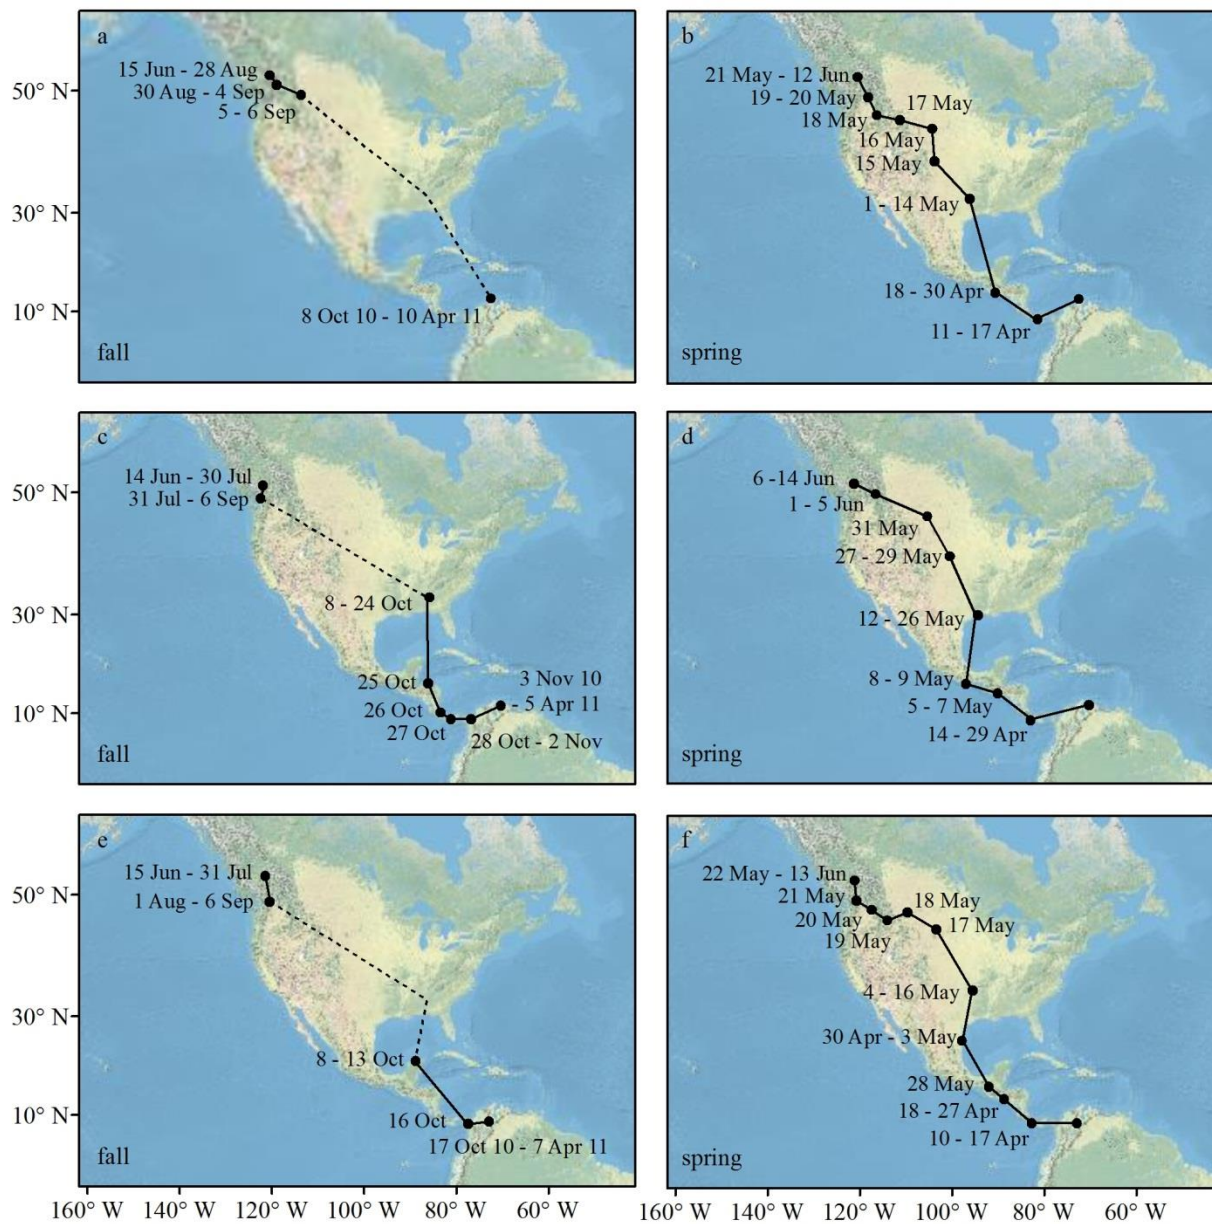 a
15 Jun - 28 Aug
50° N
30 Aug - 4 Sep
5 - 6 Sep
30° N
10° N
8 Oct 10 - 10 Apr 11
fall
b
21 May - 12 Jun
19 - 20 May
17 May
18 May
16 May
15 May
1 - 14 May
18 - 30 Apr
11 - 17 Apr
spring
c
14 Jun - 30 Jul
50° N
31 Jul - 6 Sep
8 - 24 Oct
30° N
25 Oct
3 Nov 10
- 5 Apr 11
10° N
26 Oct
27 Oct
28 Oct - 2 Nov
fall
d
6 -14 Jun
1 - 5 Jun
31 May
27 - 29 May
12 - 26 May
8 - 9 May
5 - 7 May
14 - 29 Apr
spring
e
15 Jun - 31 Jul
50° N
1 Aug - 6 Sep
30° N
8 - 13 Oct
10° N
16 Oct
17 Oct 10 - 7 Apr 11
fall
160° W
140° W
120° W
100° W
80° W
60° W
f
22 May - 13 Jun
21 May
18 May
20 May
17 May
19 May
4 - 16 May
30 Apr - 3 May
28 May
18 - 27 Apr
10 - 17 Apr
spring
160° W
140° W
120° W
100° W
80° W
60° W